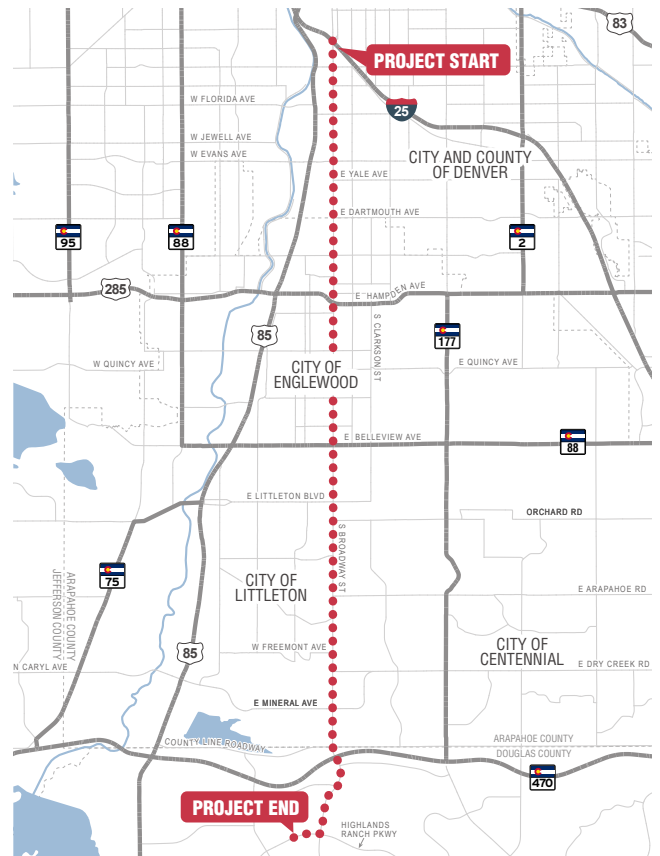 83
PROJECT START
W FLORIDA AVE
25
W JEWELL AVE
W EVANS AVE
CITY AND COUNTY
OF DENVER
E YALE AVE
E DARTMOUTH AVE
95
88
2
285
E HAMPDEN AVE
85
S CLARKSON ST
177
W QUINCY AVE
CITY OF
ENGLEWOOD
E QUINCY AVE
E BELLEVIEW AVE
88
E LITTLETON BLVD
ORCHARD RD
S BROADWAY ST
ARAPAHOE COUNTY
JEFFERSON COUNTY
75
CITY OF
LITTLETON
E ARAPAHOE RD
85
W FREEMONT AVE
CITY OF
CENTENNIAL
N CARYL AVE
E DRY CREEK RD
E MINERAL AVE
COUNTY LINE ROADWAY
ARAPAHOE COUNTY
DOUGLAS COUNTY
470
PROJECT END
HIGHLANDS
RANCH PKWY